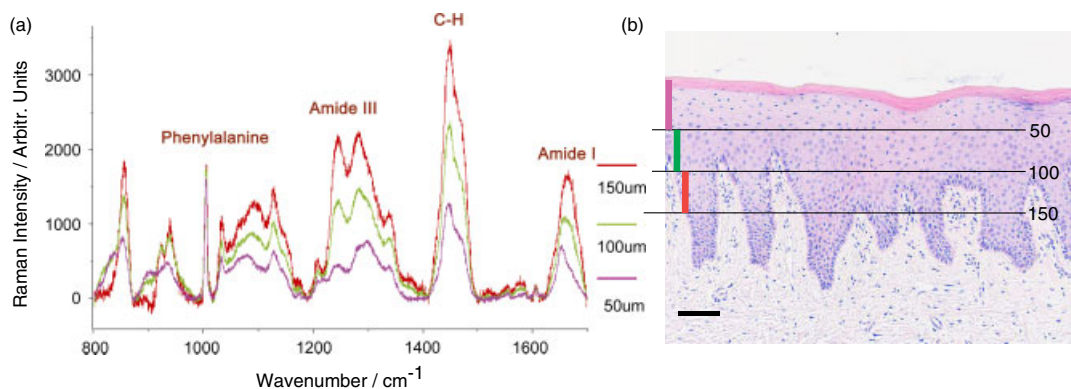 (a)
Raman Intensity / Arbitr. Units
3000
2000
1000
0
800
1000
1200
1400
1600
Wavenumber / cm-1
Phenylalanine
Amide III
C-H
Amide I
150um
100um
50um
(b)
50
100
150